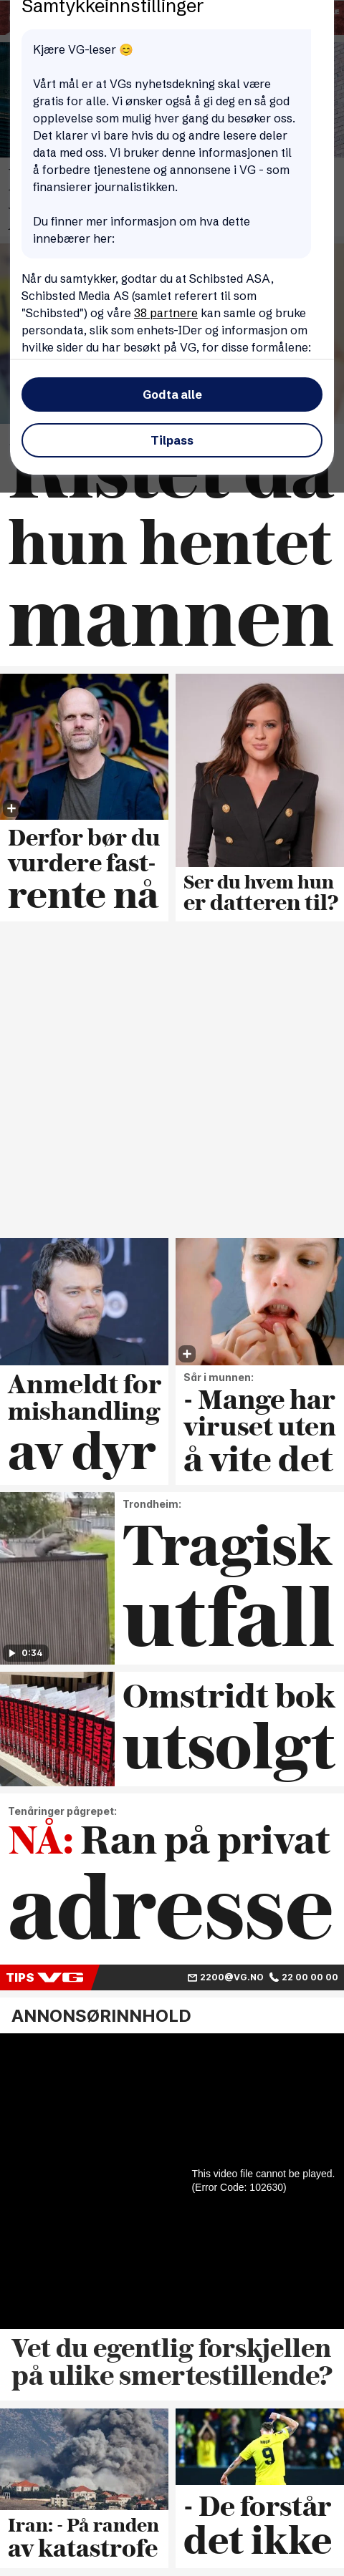 Samtykkeinnstillinger
Kjære VG-leser 😊
Vårt mål er at VGs nyhetsdekning skal være
gratis for alle. Vi ønsker også å gi deg en så god
opplevelse som mulig hver gang du besøker oss.
Det klarer vi bare hvis du og andre lesere deler
data med oss. Vi bruker denne informasjonen til
å forbedre tjenestene og annonsene i VG - som
finansierer journalistikken.
Du finner mer informasjon om hva dette
innebærer her:
Når du samtykker, godtar du at Schibsted ASA,
Schibsted Media AS (samlet referert til som
"Schibsted") og våre 38 partnere kan samle og bruke
persondata, slik som enhets-IDer og informasjon om
hvilke sider du har besøkt på VG, for disse formålene:
Godta alle
Tilpass
Ristet da
hun hentet
mannen
Derfor bør du
vurdere fast-
rente nå
Ser du hvem hun
er datteren til?
Anmeldt for
mishandling
av dyr
Sår i munnen:
- Mange har
viruset uten
å vite det
Trondheim:
Tragisk
utfall
0:34
Omstridt bok
utsolgt
Tenåringer pågrepet:
NÅ: Ran på privat
adresse
TIPS VG 2200@VG.NO 22 00 00 00
ANNONSØRINNHOLD
This video file cannot be played.
(Error Code: 102630)
Vet du egentlig forskjellen
på ulike smertestillende?
9
Iran: - På randen
av katastrofe
- De forstår
det ikke